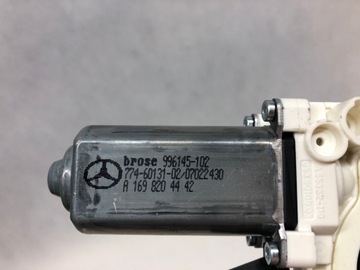 brose 996145-102
774-60131-02/07022430
A 169 820 44 42